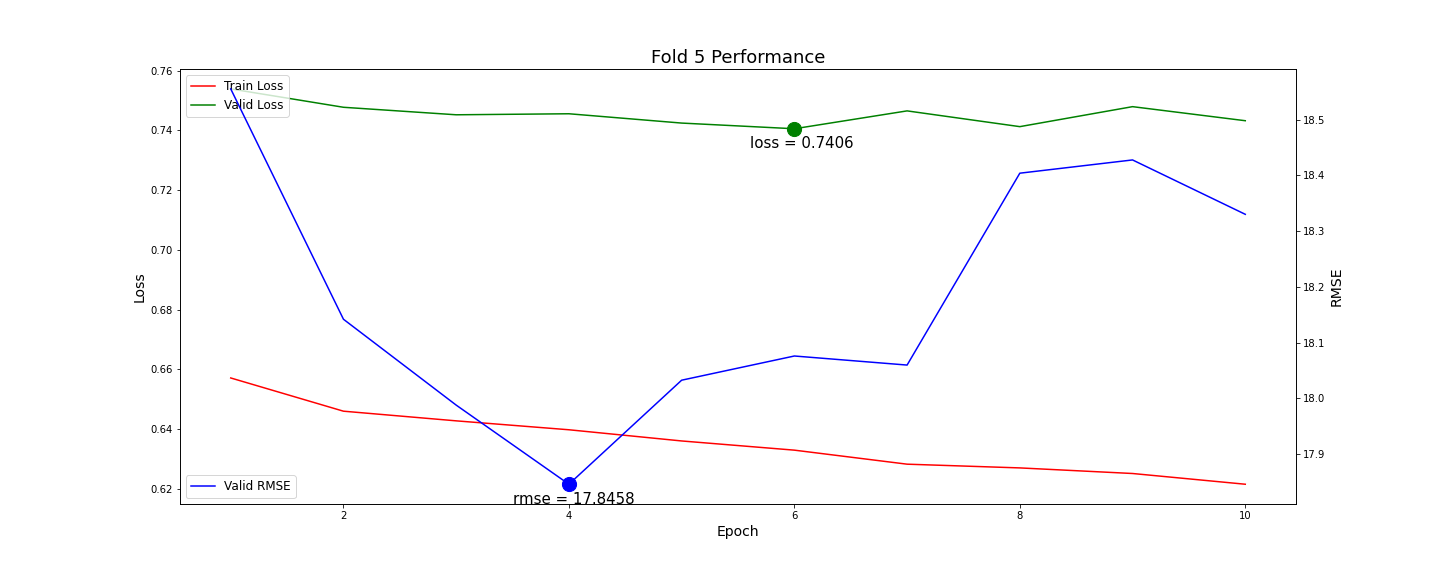 Fold 5 Performance
0.76
0.74
0.72
0.70
0.68
0.66
0.64
0.62
Loss
Train Loss
Valid Loss
loss = 0.7406
Valid RMSE
rmse = 17.8458
18.5
18.4
18.3
18.2
18.1
18.0
17.9
RMSE
2 4 6 8 10
Epoch